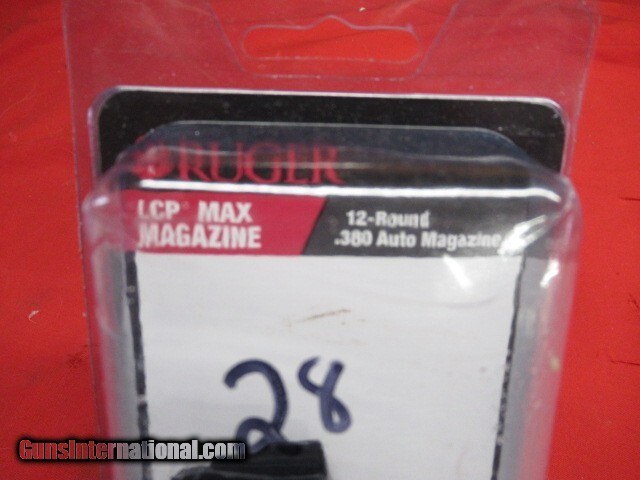 RUGER
LCP® MAX
MAGAZINE
12-Round
.380 Auto Magazine
28
GunsInternational.com